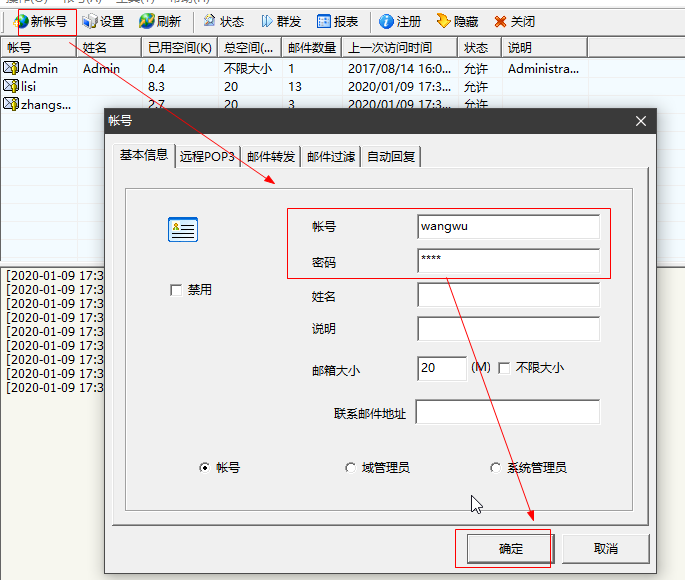 新帐号 设置 刷新 状态 群发 报表 注册 隐藏 关闭
帐号 姓名 已用空间(K) 总空间(... 邮件数量 上一次访问时间 状态 说明
Admin Admin 0.4 不限大小 1 2017/08/14 16:0... 允许 Administra...
lisi 8.3 20 13 2020/01/09 17:3... 允许
zhangs... 2.7 20 3 2020/01/09 17:3... 允许
帐号
基本信息 远程POP3 邮件转发 邮件过滤 自动回复
帐号 wangwu
密码 ****
禁用
姓名
说明
邮箱大小 20 (M) 不限大小
联系邮件地址
帐号 域管理员 系统管理员
确定 取消
[2020-01-09 17:3
[2020-01-09 17:3
[2020-01-09 17:3
[2020-01-09 17:3
[2020-01-09 17:3
[2020-01-09 17:3
[2020-01-09 17:3
[2020-01-09 17:3
[2020-01-09 17:3